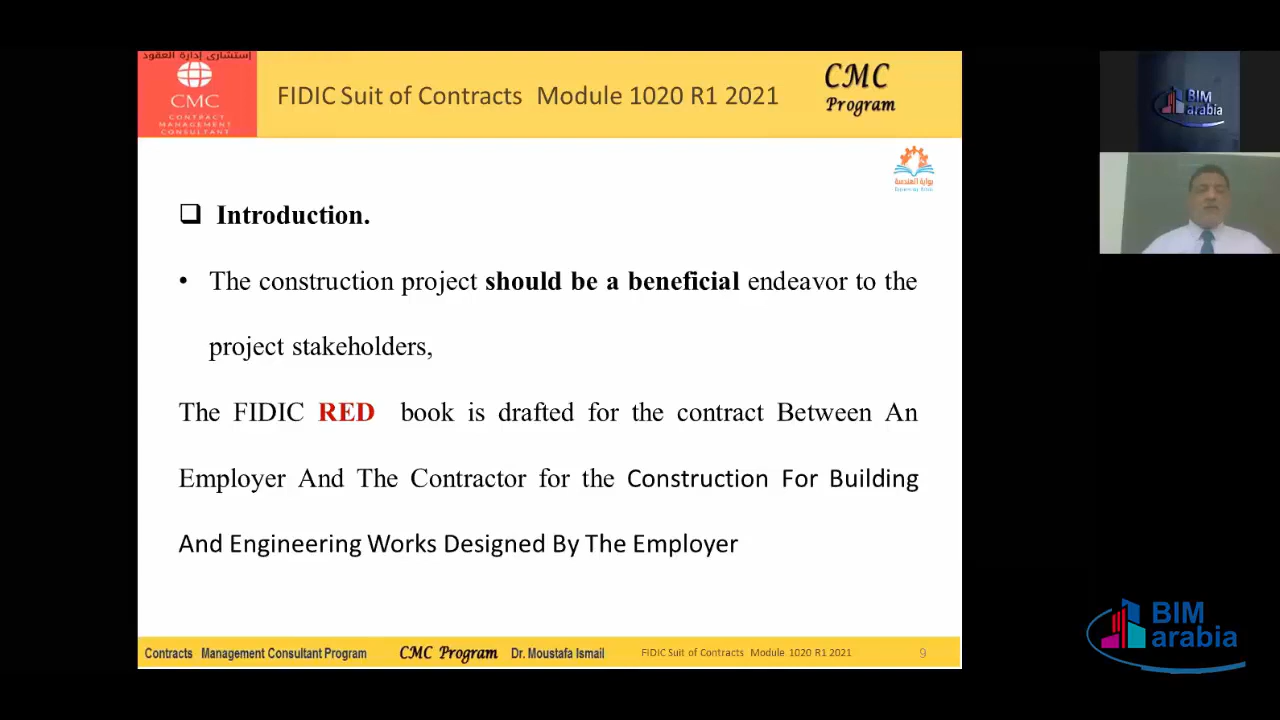 إستشارى إدارة العقود
CMC
CONTRACT
MANAGEMENT
CONSULTANT
FIDIC Suit of Contracts Module 1020 R1 2021
CMC
Program
BIM
arabia
بوابة الهندسة
❑ Introduction.
• The construction project should be a beneficial endeavor to the
project stakeholders,
The FIDIC RED book is drafted for the contract Between An
Employer And The Contractor for the Construction For Building
And Engineering Works Designed By The Employer
Contracts Management Consultant Program CMC Program Dr. Moustafa Ismail FIDIC Suit of Contracts Module 1020 R1 2021 9
BIM
arabia